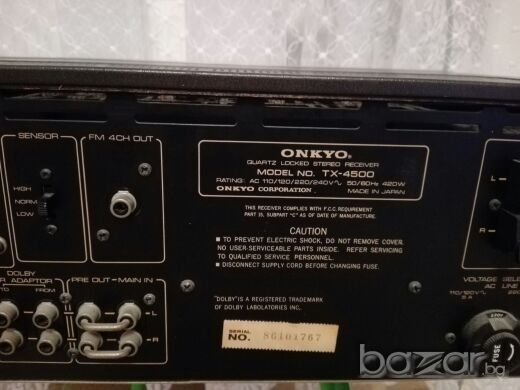 SENSOR
HIGH
NORM
LOW
FM 4CH OUT
ONKYO®
QUARTZ LOCKED STEREO RECEIVER
MODEL NO. TX-4500
RATING: AC 110/120/220/240V~ 50/60Hz 420W
ONKYO CORPORATION MADE IN JAPAN
THIS RECEIVER COMPLIES WITH F.C.C. REQUIREMENT
PART 15, SUBPART "C" AS OF DATE OF MANUFACTURE.
CAUTION
■ TO PREVENT ELECTRIC SHOCK, DO NOT REMOVE COVER.
NO USER-SERVICEABLE PARTS INSIDE. REFER SERVICING
TO QUALIFIED SERVICE PERSONNEL.
■ DISCONNECT SUPPLY CORD BEFORE CHANGING FUSE.
DOLBY
ADAPTOR
TO FROM
PRE OUT – MAIN IN
L
R
"DOLBY" IS A REGISTERED TRADEMARK
OF DOLBY LABOLATORIES INC.
SERIAL
NO. 86101767
L
R
VOLTAGE
AC LINE
110/120V~
FUSE
bazar.bg